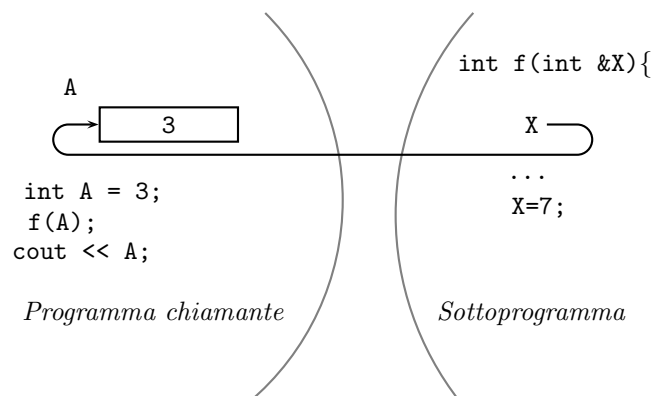 int f(int &X){
A
3
X
...
int A = 3;
X=7;
f(A);
cout << A;
Programma chiamante
Sottoprogramma